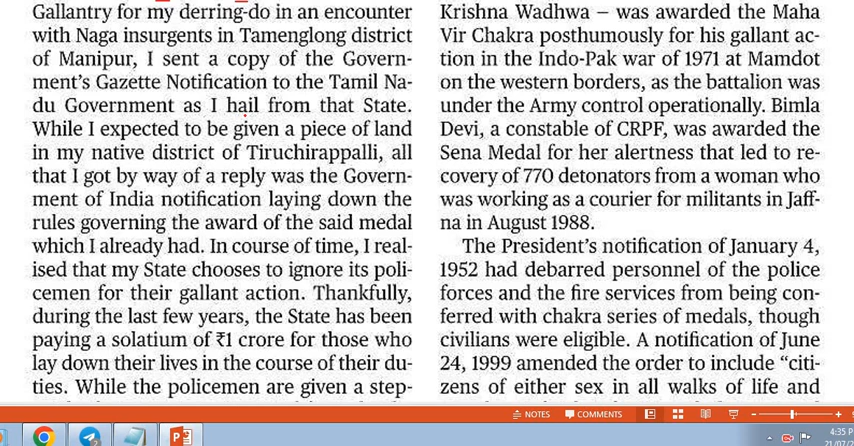 Gallantry for my derring-do in an encounter
with Naga insurgents in Tamenglong district
of Manipur, I sent a copy of the Govern-
ment's Gazette Notification to the Tamil Na-
du Government as I hail from that State.
While I expected to be given a piece of land
in my native district of Tiruchirappalli, all
that I got by way of a reply was the Govern-
ment of India notification laying down the
rules governing the award of the said medal
which I already had. In course of time, I real-
ised that my State chooses to ignore its poli-
cemen for their gallant action. Thankfully,
during the last few years, the State has been
paying a solatium of ₹1 crore for those who
lay down their lives in the course of their du-
ties. While the policemen are given a step-
Krishna Wadhwa – was awarded the Maha
Vir Chakra posthumously for his gallant ac-
tion in the Indo-Pak war of 1971 at Mamdot
on the western borders, as the battalion was
under the Army control operationally. Bimla
Devi, a constable of CRPF, was awarded the
Sena Medal for her alertness that led to re-
covery of 770 detonators from a woman who
was working as a courier for militants in Jaff-
na in August 1988.
The President's notification of January 4,
1952 had debarred personnel of the police
forces and the fire services from being con-
ferred with chakra series of medals, though
civilians were eligible. A notification of June
24, 1999 amended the order to include “citi-
zens of either sex in all walks of life and
NOTES COMMENTS
4:35 P
21/07/2